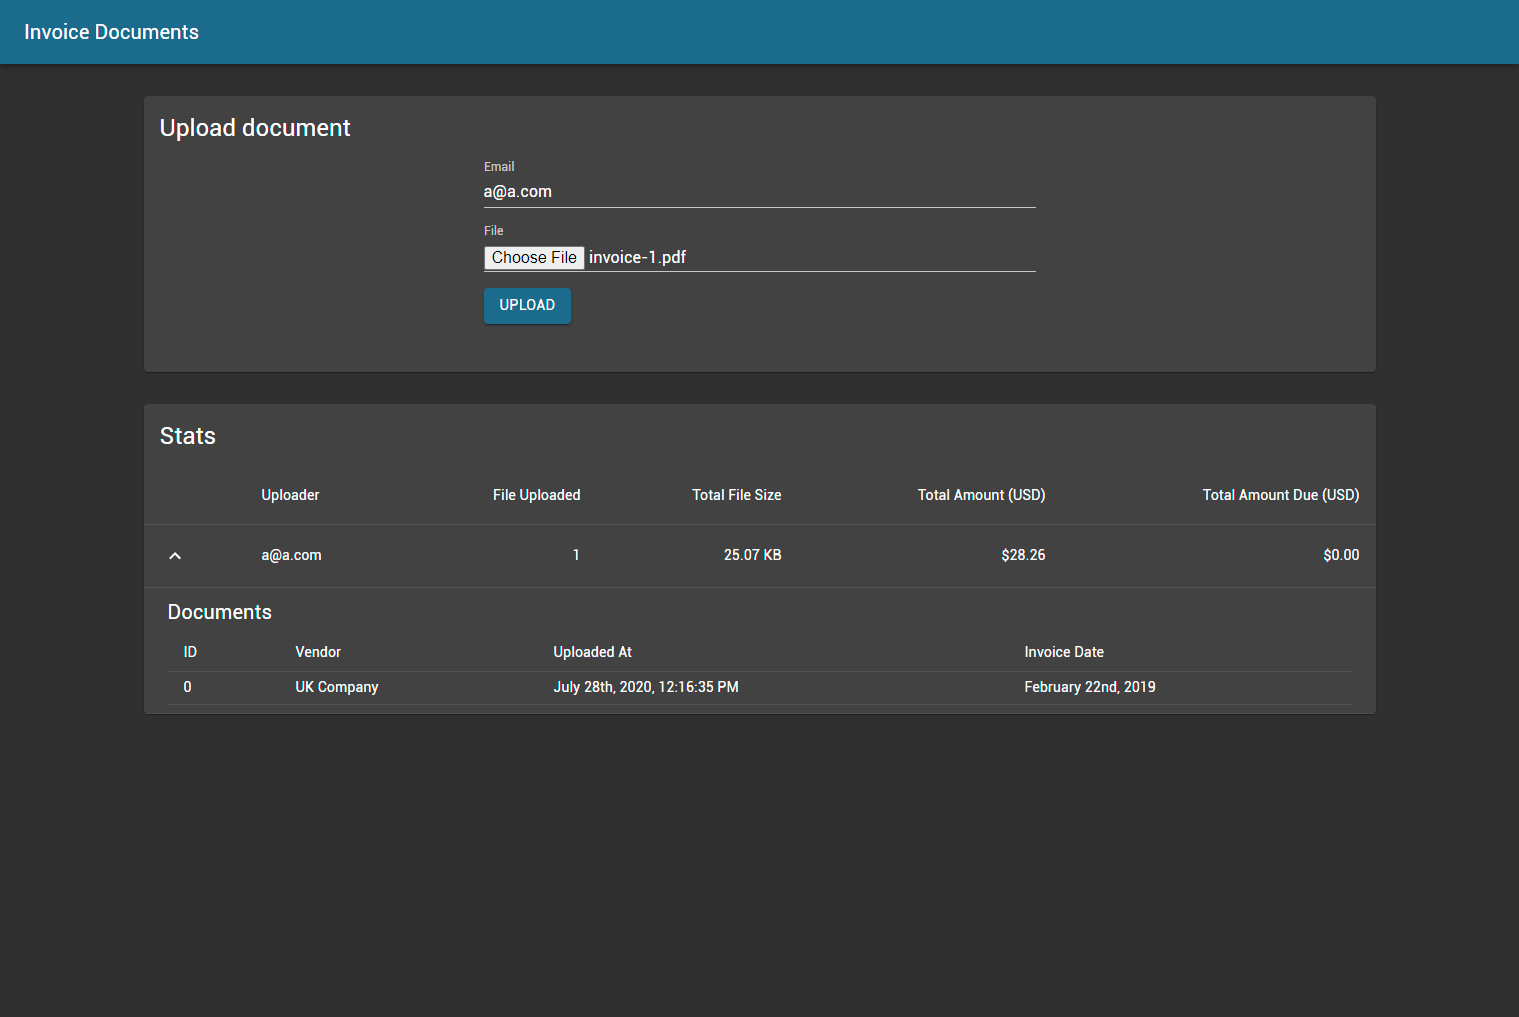 Invoice Documents
Upload document
Email
a@a.com
File
Choose File invoice-1.pdf
UPLOAD
Stats
Uploader File Uploaded Total File Size Total Amount (USD) Total Amount Due (USD)
a@a.com 1 25.07 KB $28.26 $0.00
Documents
ID Vendor Uploaded At Invoice Date
0 UK Company July 28th, 2020, 12:16:35 PM February 22nd, 2019